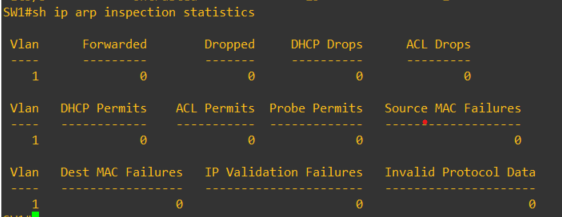 SW1#sh ip arp inspection statistics
Vlan Forwarded Dropped DHCP Drops ACL Drops
---- --------- ------- ---------- ---------
1 0 0 0 0
Vlan DHCP Permits ACL Permits Probe Permits Source MAC Failures
---- ------------ ----------- ------------- -------------------
1 0 0 0 0
Vlan Dest MAC Failures IP Validation Failures Invalid Protocol Data
---- ----------------- ---------------------- ---------------------
1 0 0 0